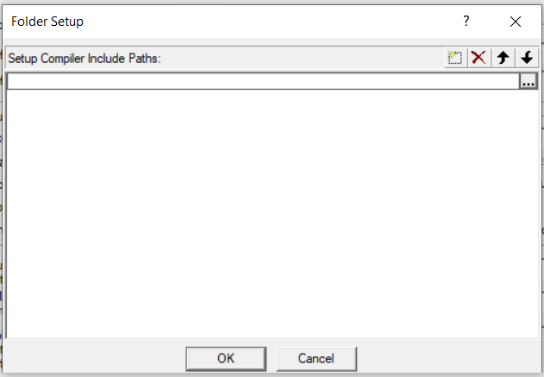 Folder Setup
?
Setup Compiler Include Paths:
...
OK
Cancel